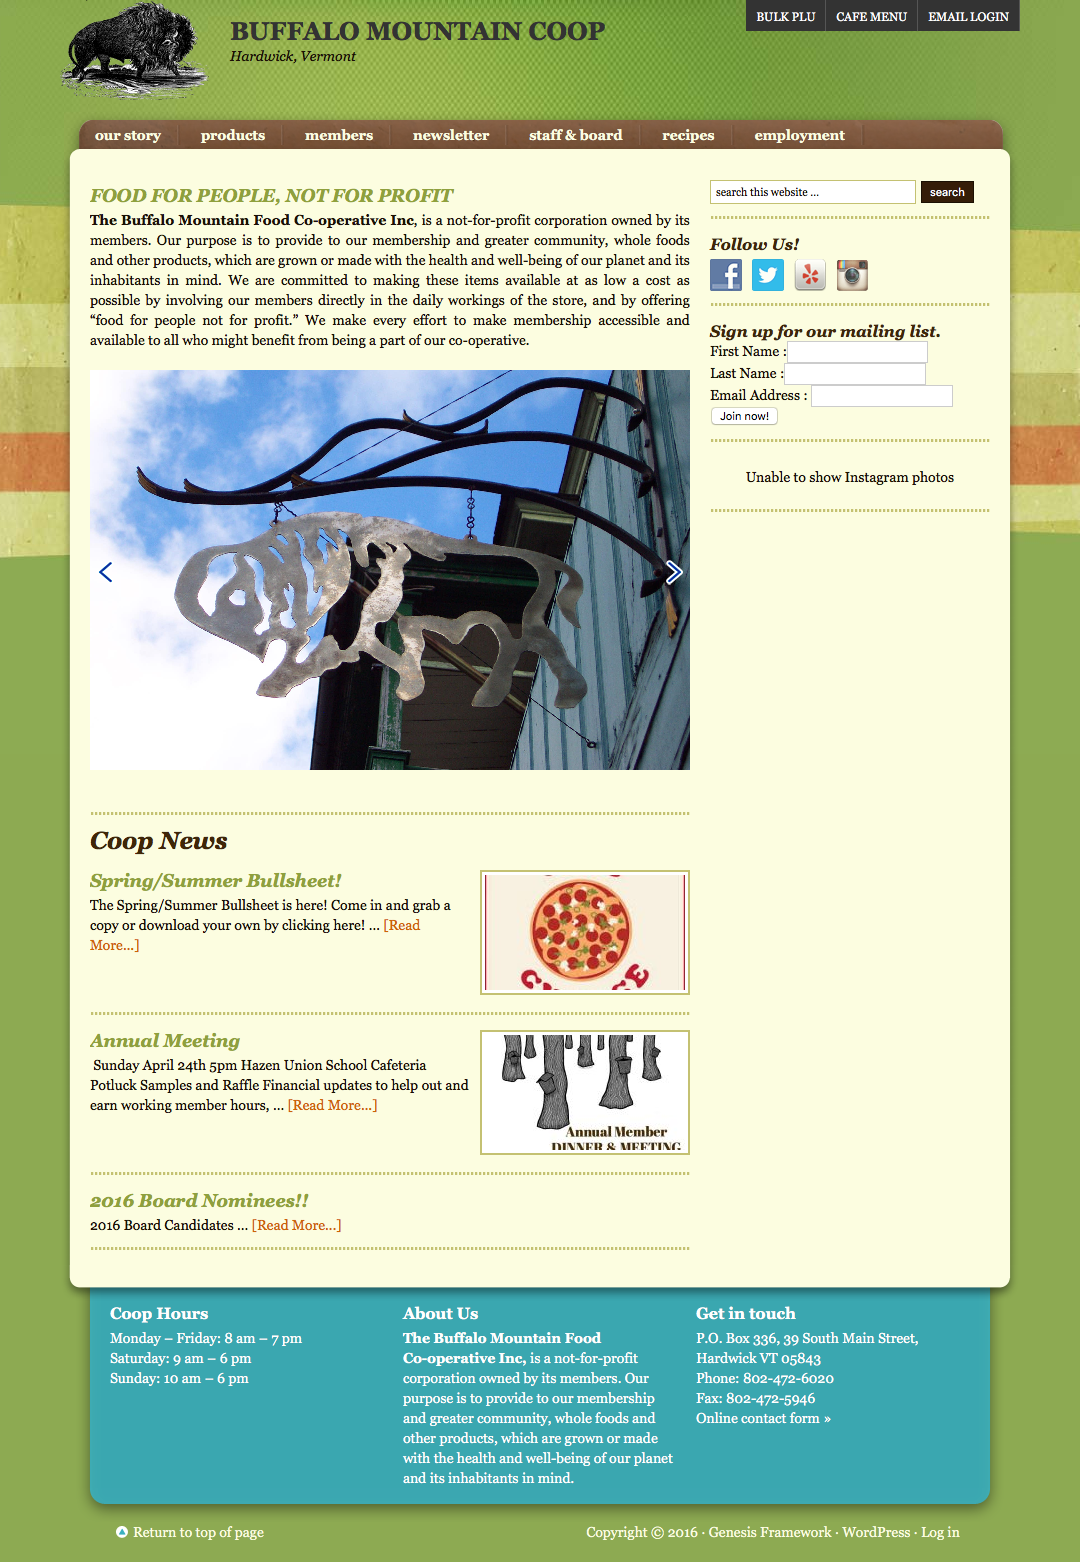 BUFFALO MOUNTAIN COOP
Hardwick, Vermont
BULK PLU CAFE MENU EMAIL LOGIN
our story products members newsletter staff & board recipes employment
FOOD FOR PEOPLE, NOT FOR PROFIT
The Buffalo Mountain Food Co-operative Inc, is a not-for-profit corporation owned by its
members. Our purpose is to provide to our membership and greater community, whole foods
and other products, which are grown or made with the health and well-being of our planet and its
inhabitants in mind. We are committed to making these items available at as low a cost as
possible by involving our members directly in the daily workings of the store, and by offering
“food for people not for profit.” We make every effort to make membership accessible and
available to all who might benefit from being a part of our co-operative.
search this website ... search
Follow Us!
Sign up for our mailing list.
First Name :
Last Name :
Email Address :
Join now!
Unable to show Instagram photos
Coop News
Spring/Summer Bullsheet!
The Spring/Summer Bullsheet is here! Come in and grab a
copy or download your own by clicking here! ... [Read
More...]
Annual Meeting
Sunday April 24th 5pm Hazen Union School Cafeteria
Potluck Samples and Raffle Financial updates to help out and
earn working member hours, ... [Read More...]
Annual Member
DINNER & MEETING
2016 Board Nominees!!
2016 Board Candidates ... [Read More...]
Coop Hours
Monday – Friday: 8 am – 7 pm
Saturday: 9 am – 6 pm
Sunday: 10 am – 6 pm
About Us
The Buffalo Mountain Food
Co-operative Inc, is a not-for-profit
corporation owned by its members. Our
purpose is to provide to our membership
and greater community, whole foods and
other products, which are grown or made
with the health and well-being of our planet
and its inhabitants in mind.
Get in touch
P.O. Box 336, 39 South Main Street,
Hardwick VT 05843
Phone: 802-472-6020
Fax: 802-472-5946
Online contact form »
Return to top of page
Copyright © 2016 · Genesis Framework · WordPress · Log in